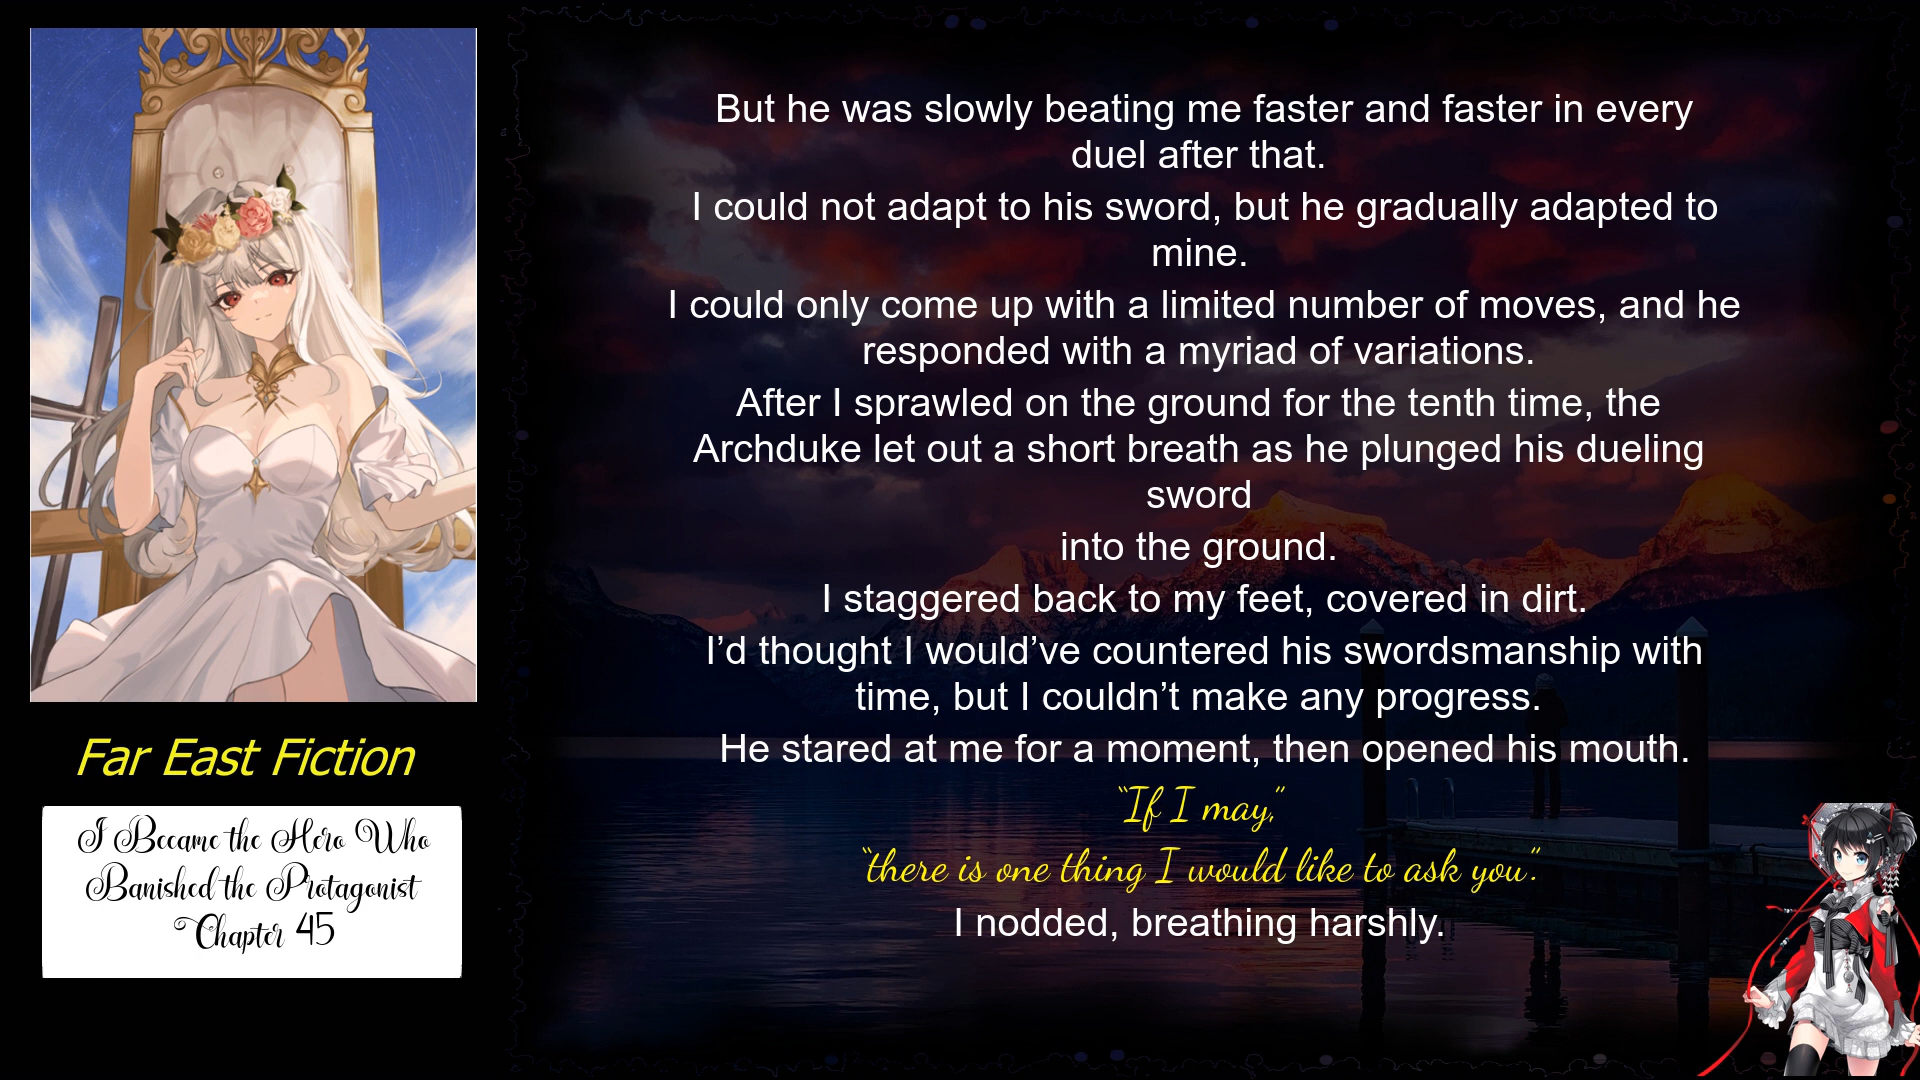 But he was slowly beating me faster and faster in every
duel after that.
I could not adapt to his sword, but he gradually adapted to
mine.
I could only come up with a limited number of moves, and he
responded with a myriad of variations.
After I sprawled on the ground for the tenth time, the
Archduke let out a short breath as he plunged his dueling
sword
into the ground.
I staggered back to my feet, covered in dirt.
I’d thought I would’ve countered his swordsmanship with
time, but I couldn’t make any progress.
He stared at me for a moment, then opened his mouth.
“If I may,”
“there is one thing I would like to ask you”.
I nodded, breathing harshly.
Far East Fiction
I Became the Hero Who
Banished the Protagonist
Chapter 45